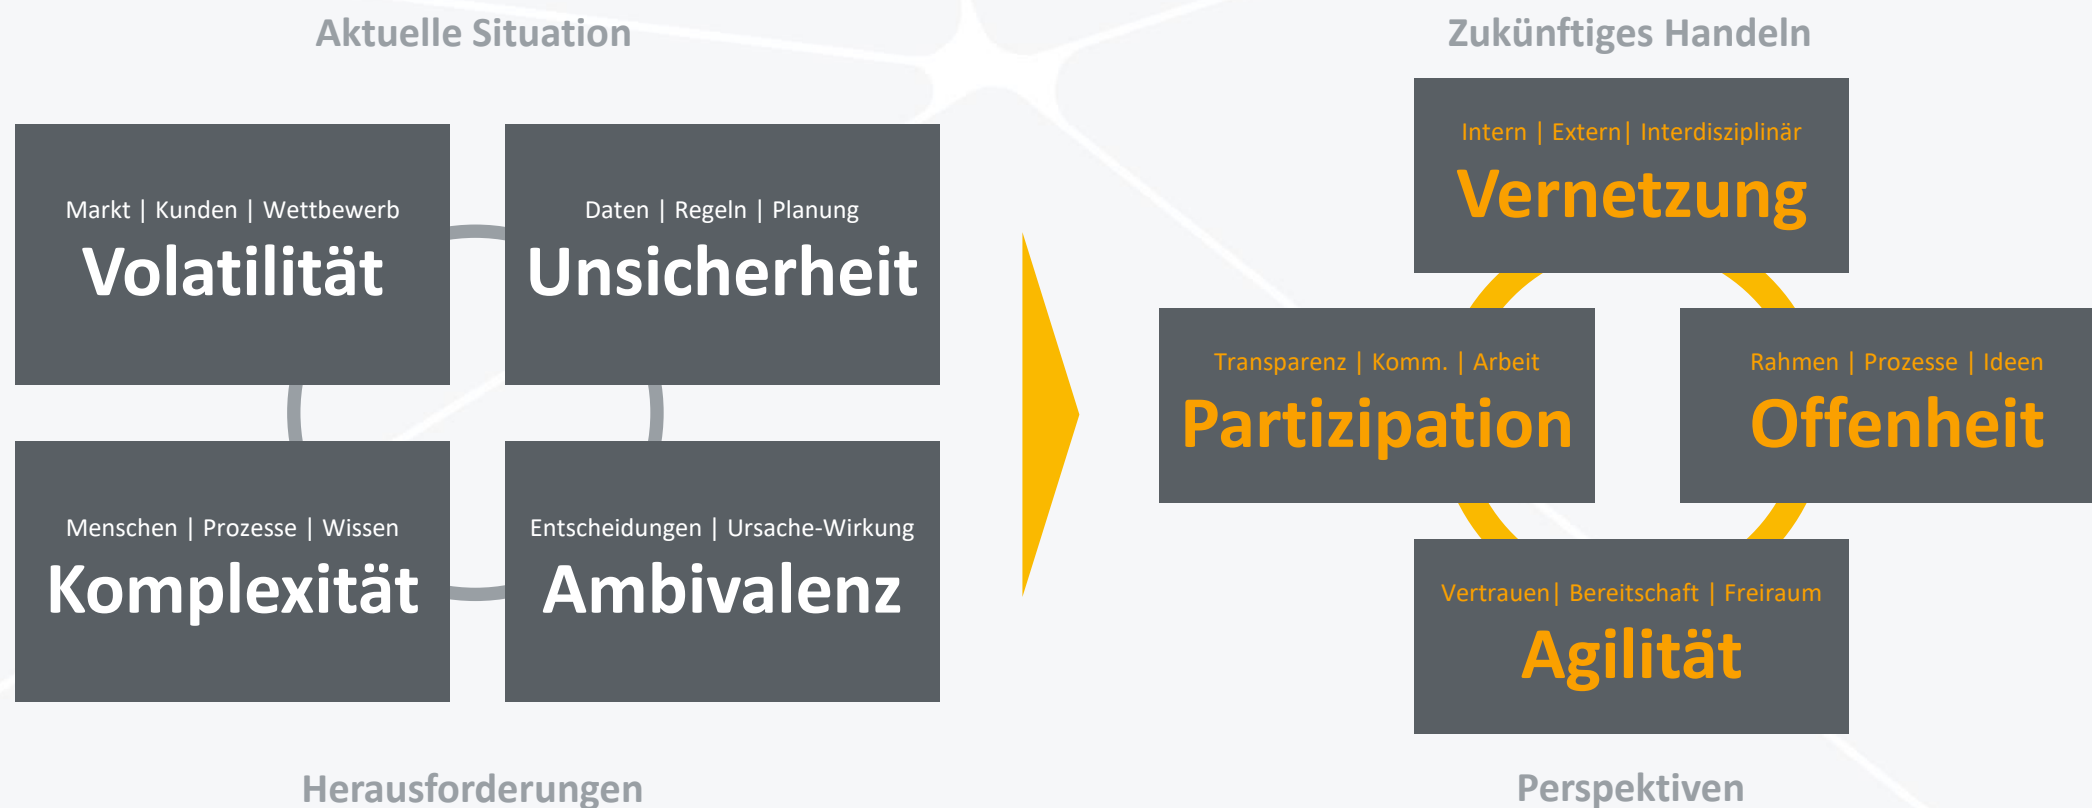 Aktuelle Situation
Markt | Kunden | Wettbewerb
Volatilität
Daten | Regeln | Planung
Unsicherheit
Menschen | Prozesse | Wissen
Komplexität
Entscheidungen | Ursache-Wirkung
Ambivalenz
Herausforderungen
Zukünftiges Handeln
Intern | Extern| Interdisziplinär
Vernetzung
Transparenz | Komm. | Arbeit
Partizipation
Rahmen | Prozesse | Ideen
Offenheit
Vertrauen| Bereitschaft | Freiraum
Agilität
Perspektiven